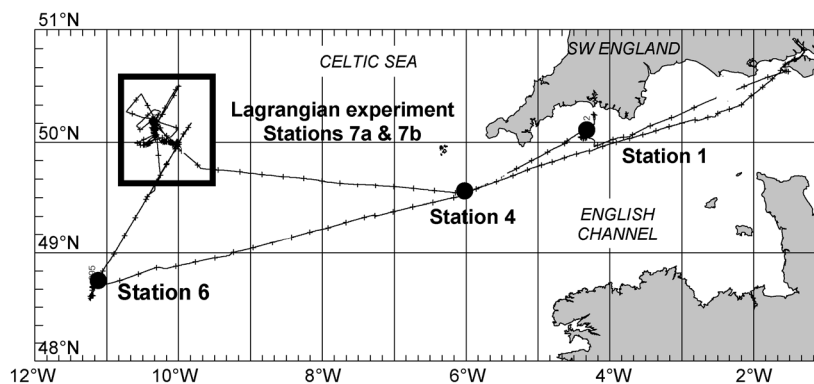 51°N
CELTIC SEA
SW ENGLAND
Lagrangian experiment
Stations 7a & 7b
50°N
Station 1
Station 4
ENGLISH
CHANNEL
49°N
Station 6
48°N
12°W 10°W 8°W 6°W 4°W 2°W